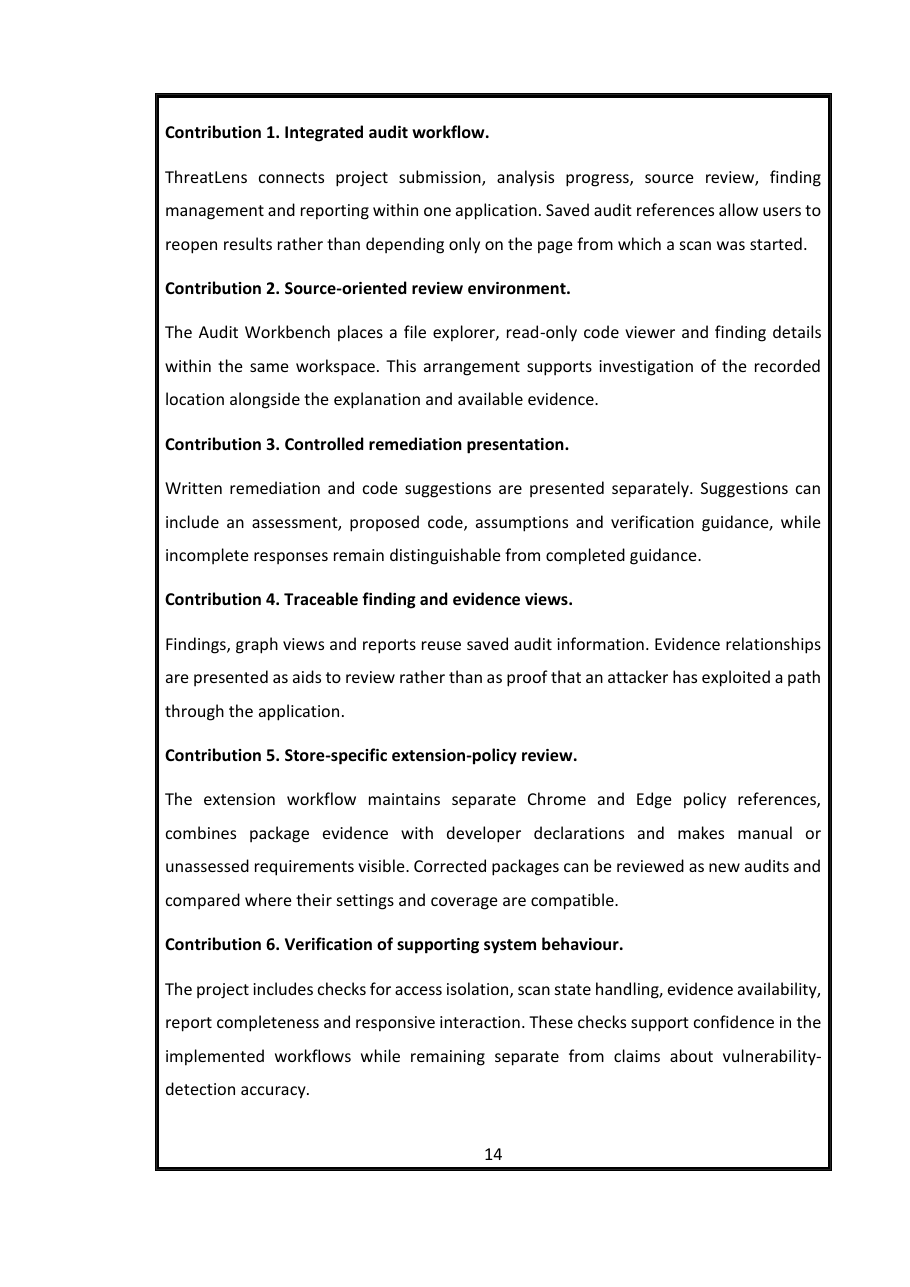 Contribution 1. Integrated audit workflow.
ThreatLens connects project submission, analysis progress, source review, finding
management and reporting within one application. Saved audit references allow users to
reopen results rather than depending only on the page from which a scan was started.
Contribution 2. Source-oriented review environment.
The Audit Workbench places a file explorer, read-only code viewer and finding details
within the same workspace. This arrangement supports investigation of the recorded
location alongside the explanation and available evidence.
Contribution 3. Controlled remediation presentation.
Written remediation and code suggestions are presented separately. Suggestions can
include an assessment, proposed code, assumptions and verification guidance, while
incomplete responses remain distinguishable from completed guidance.
Contribution 4. Traceable finding and evidence views.
Findings, graph views and reports reuse saved audit information. Evidence relationships
are presented as aids to review rather than as proof that an attacker has exploited a path
through the application.
Contribution 5. Store-specific extension-policy review.
The extension workflow maintains separate Chrome and Edge policy references,
combines package evidence with developer declarations and makes manual or
unassessed requirements visible. Corrected packages can be reviewed as new audits and
compared where their settings and coverage are compatible.
Contribution 6. Verification of supporting system behaviour.
The project includes checks for access isolation, scan state handling, evidence availability,
report completeness and responsive interaction. These checks support confidence in the
implemented workflows while remaining separate from claims about vulnerability-
detection accuracy.
14